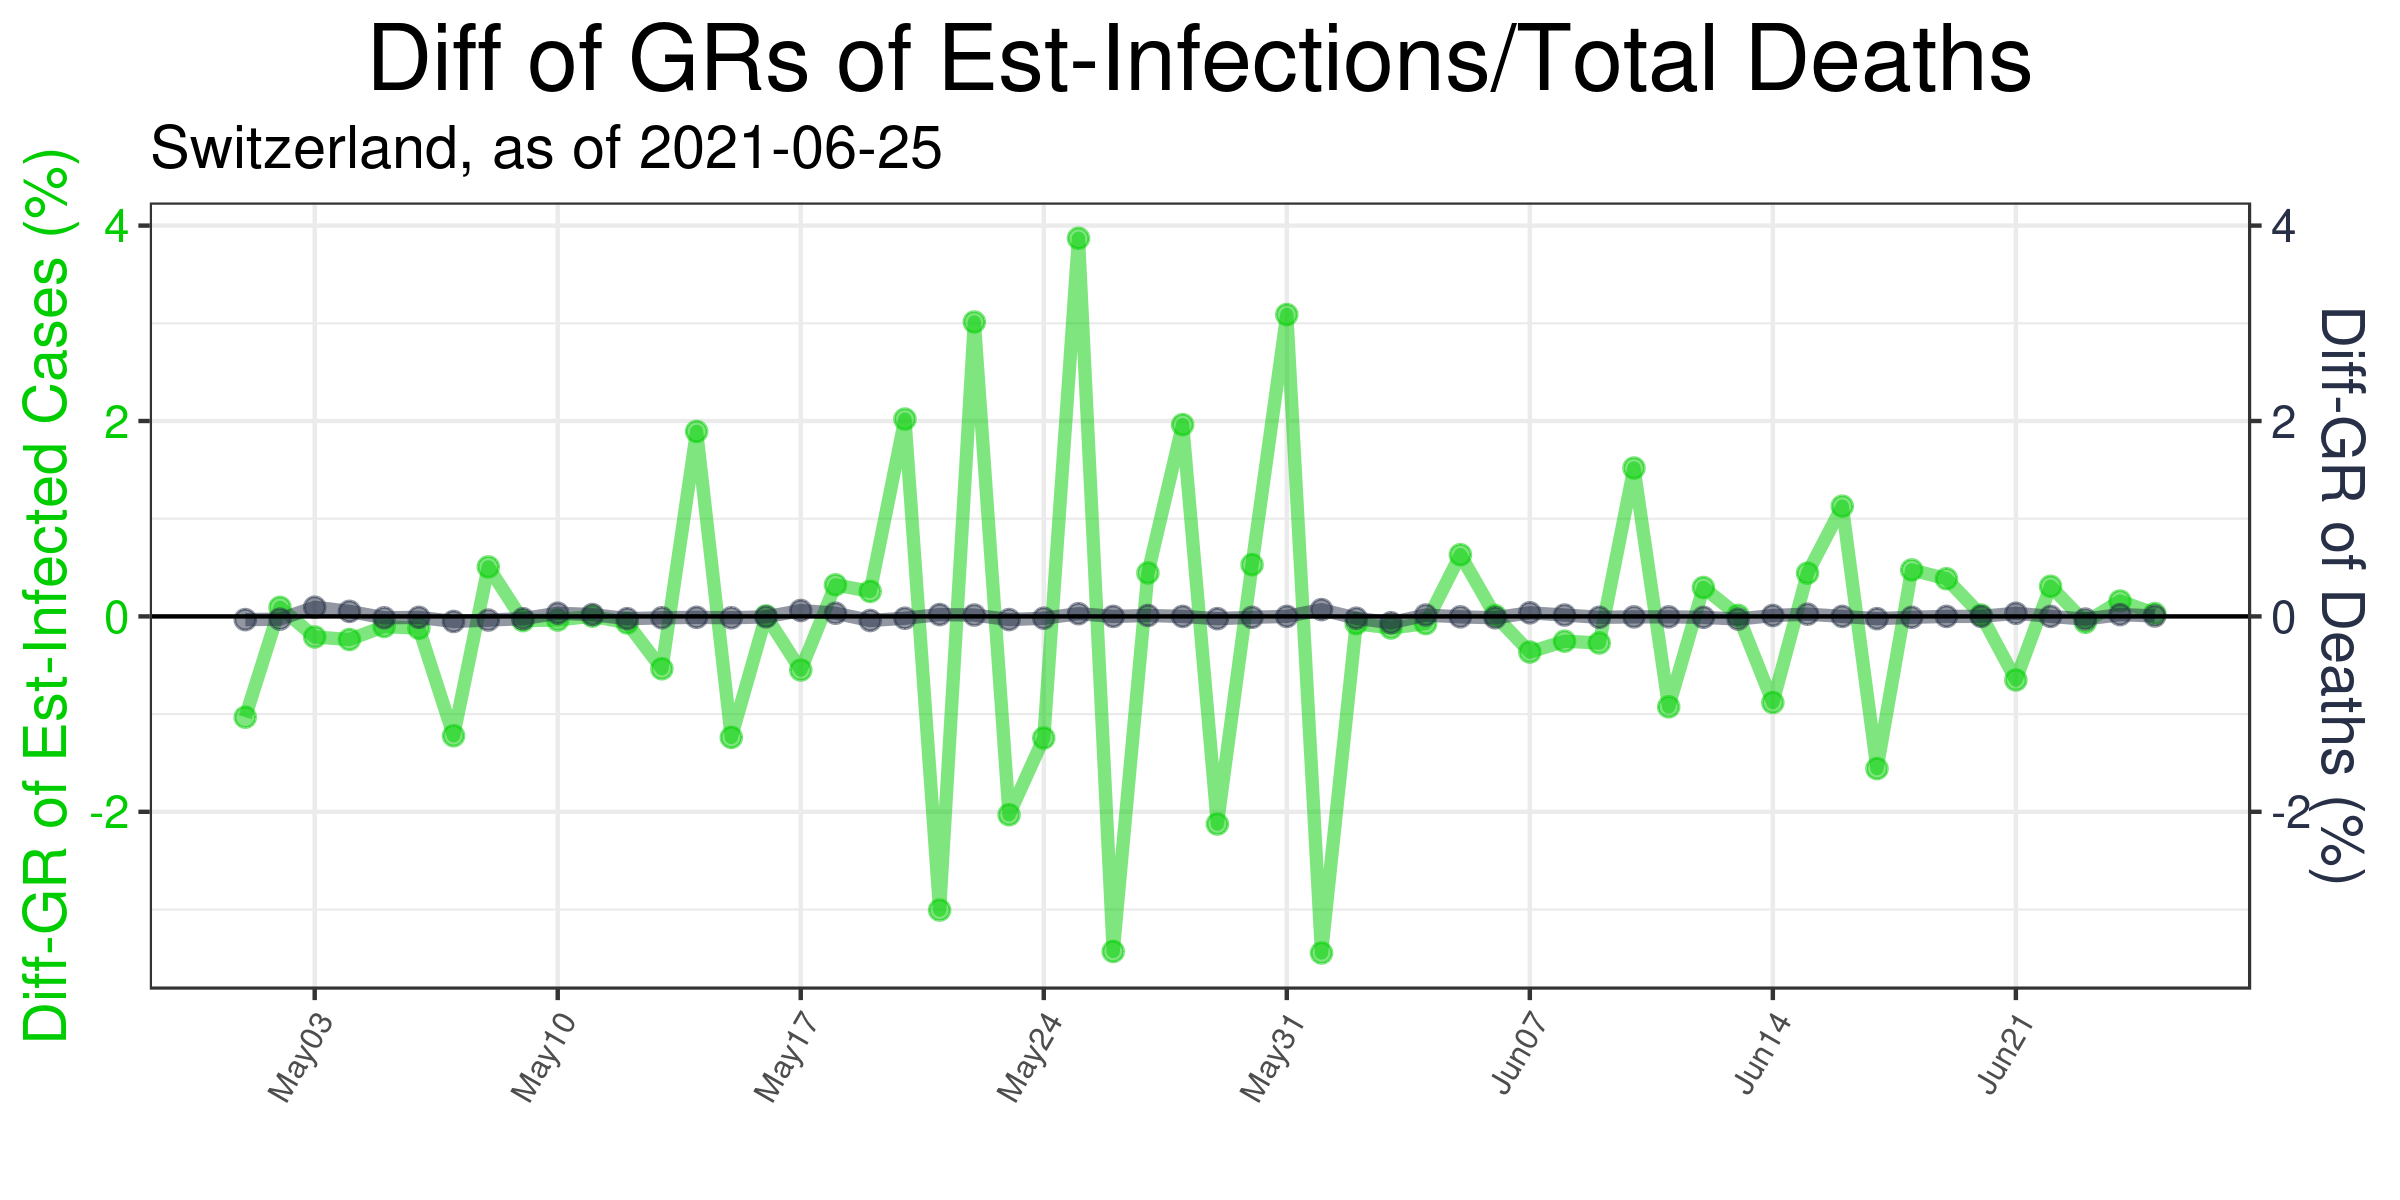 Diff of GRs of Est-Infections/Total Deaths
Switzerland, as of 2021-06-25
Diff-GR of Est-Infected Cases (%)
4
2
0
-2
4
2
0
-2
Diff-GR of Deaths (%)
May03
May10
May17
May24
May31
Jun07
Jun14
Jun21